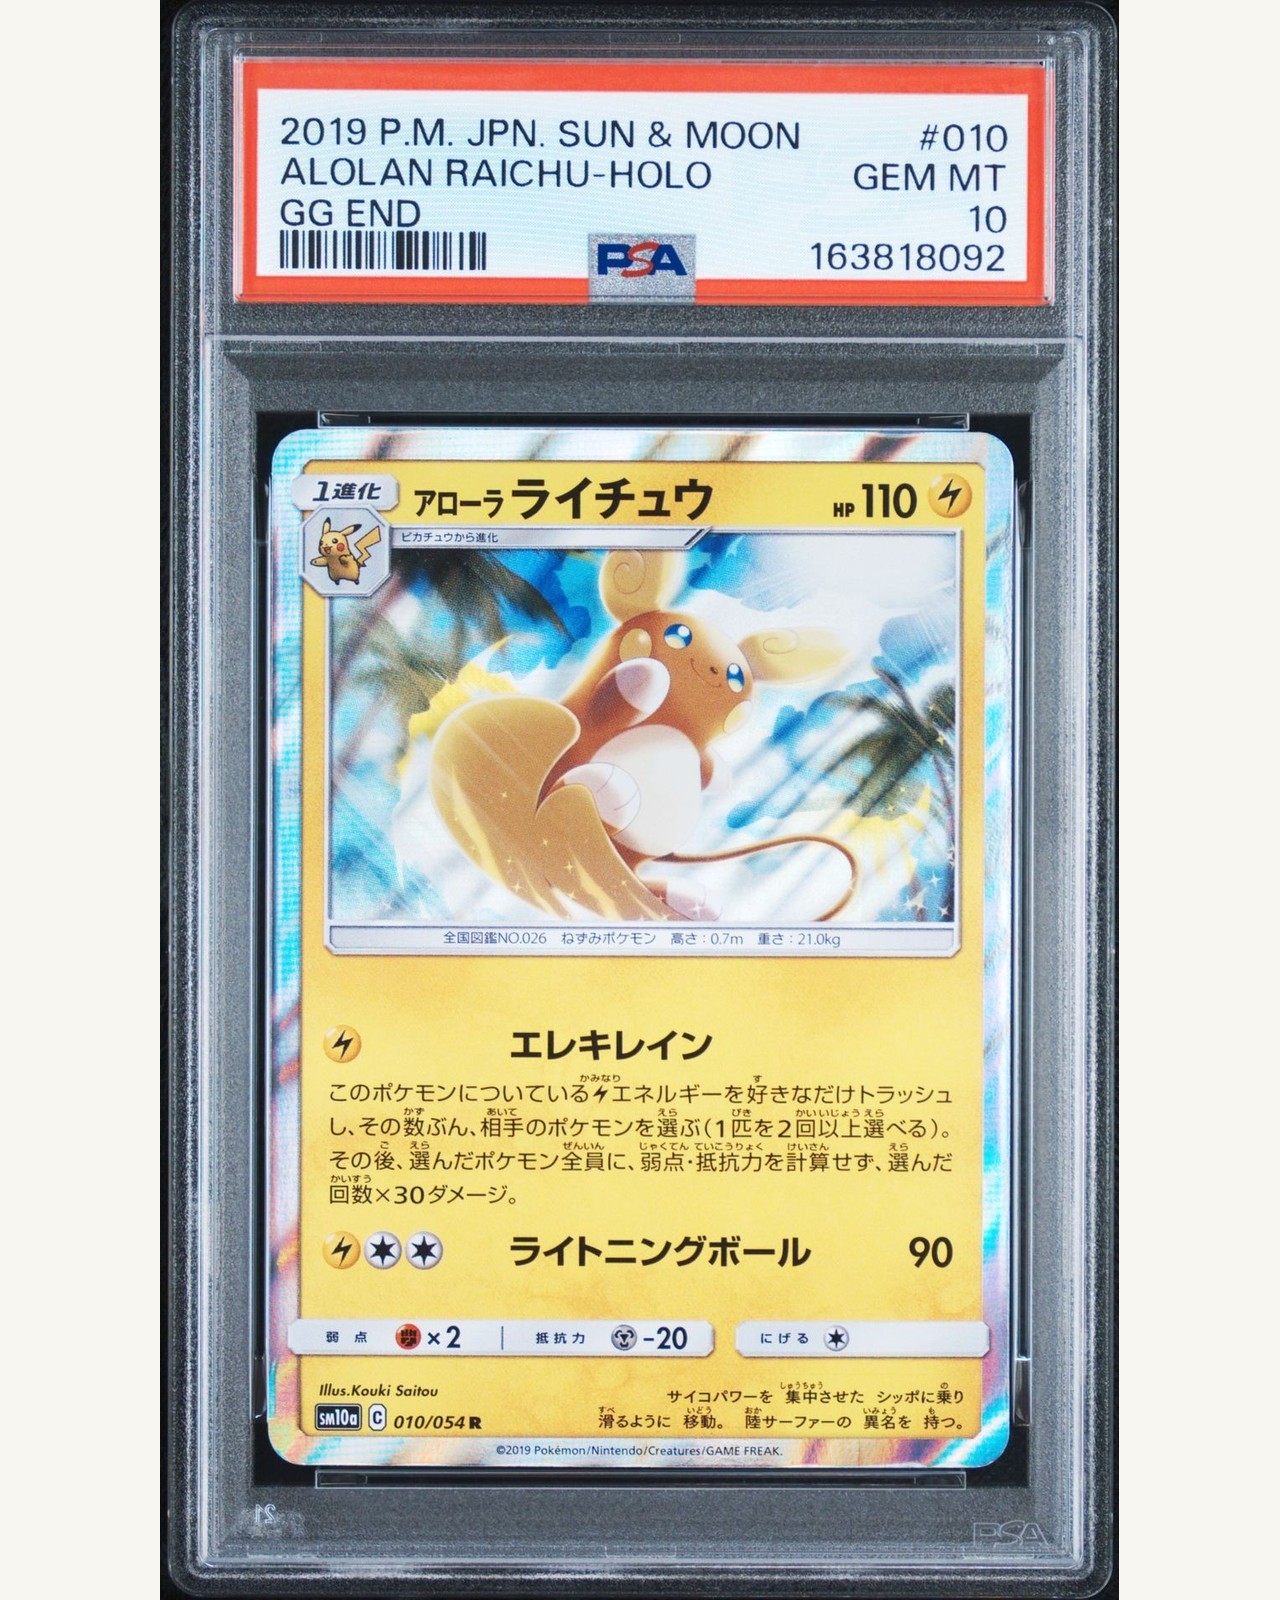 2019 P.M. JPN. SUN & MOON #010
ALOLAN RAICHU-HOLO GEM MT
GG END 10
PSA 163818092
1進化 アローラライチュウ HP110
ピカチュウから進化
全国図鑑NO.026 ねずみポケモン 高さ:0.7m 重さ:21.0kg
エレキレイン
このポケモンについているエネルギーを好きなだけトラッシュ
し、その数ぶん、相手のポケモンを選ぶ(1匹を2回以上選べる)。
その後、選んだポケモン全員に、弱点・抵抗力を計算せず、選んだ
回数×30ダメージ。
ライトニングボール 90
弱点 ×2 抵抗力 -20 にげる
Illus.Kouki Saitou
サイコパワーを 集中させた シッポに乗り
滑るように 移動。 陸サーファーの 異名を 持つ。
SM10a C 010/054 R
©2019 Pokémon/Nintendo/Creatures/GAME FREAK.
PSA